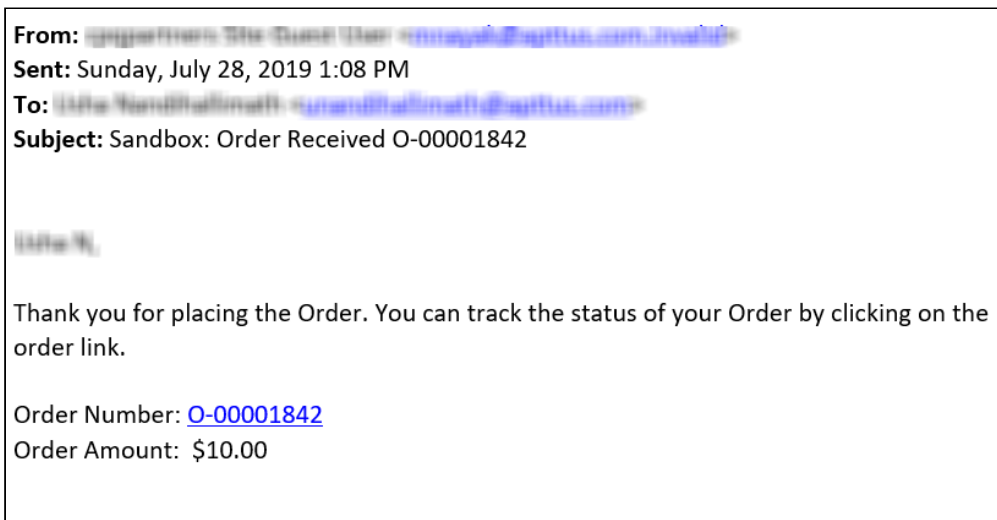 From:
Sent: Sunday, July 28, 2019 1:08 PM
To:
Subject: Sandbox: Order Received O-00001842
Thank you for placing the Order. You can track the status of your Order by clicking on the
order link.
Order Number: O-00001842
Order Amount: $10.00